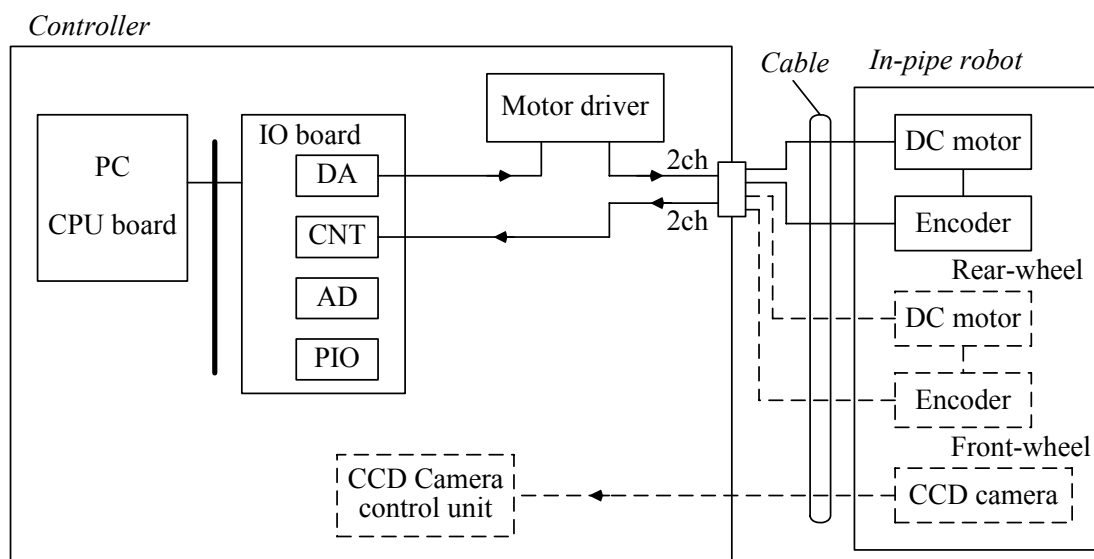 Controller
Cable
In-pipe robot
PC
CPU board
IO board
DA
CNT
AD
PIO
Motor driver
2ch
2ch
DC motor
Encoder
Rear-wheel
DC motor
Encoder
Front-wheel
CCD Camera
control unit
CCD camera